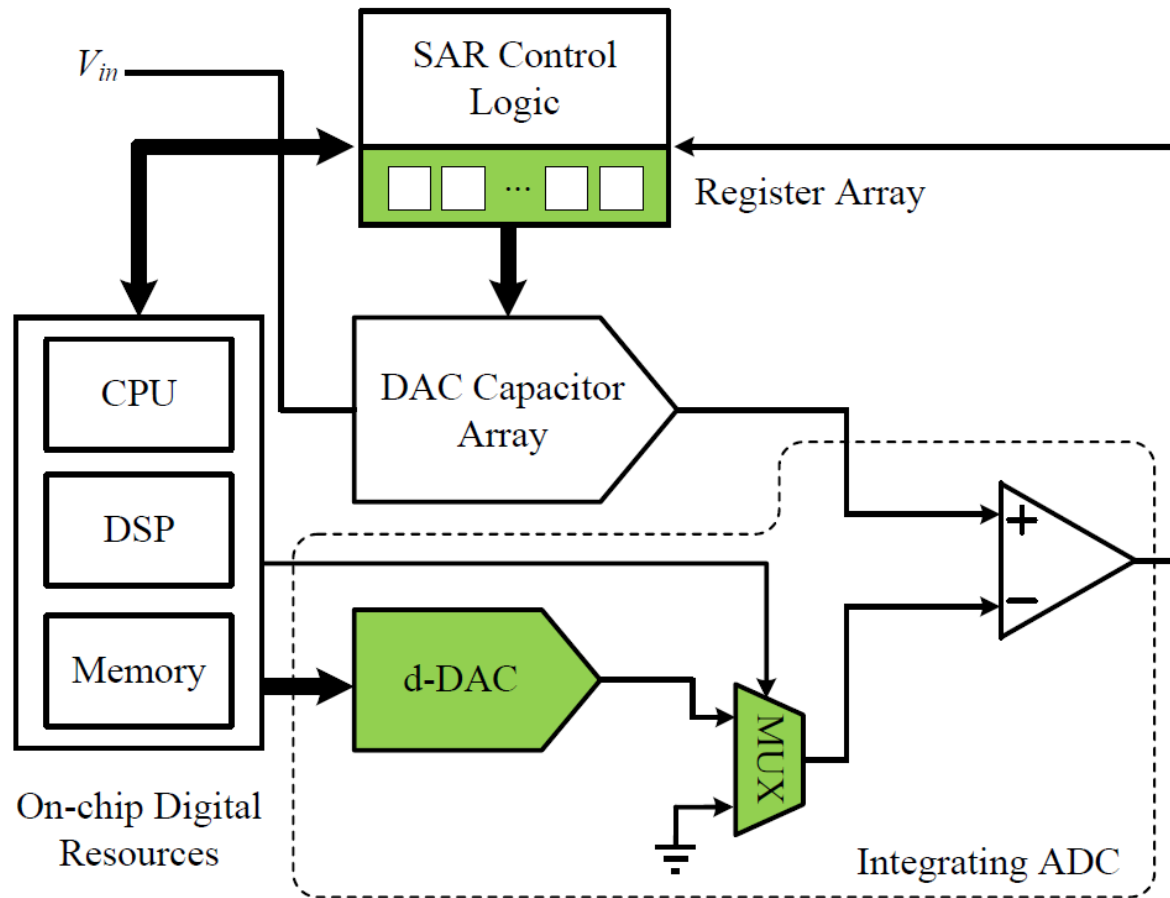 SAR Control
Logic
V_in
...
Register Array
CPU
DAC Capacitor
Array
DSP
+
−
Memory
d-DAC
MUX
On-chip Digital
Resources
Integrating ADC